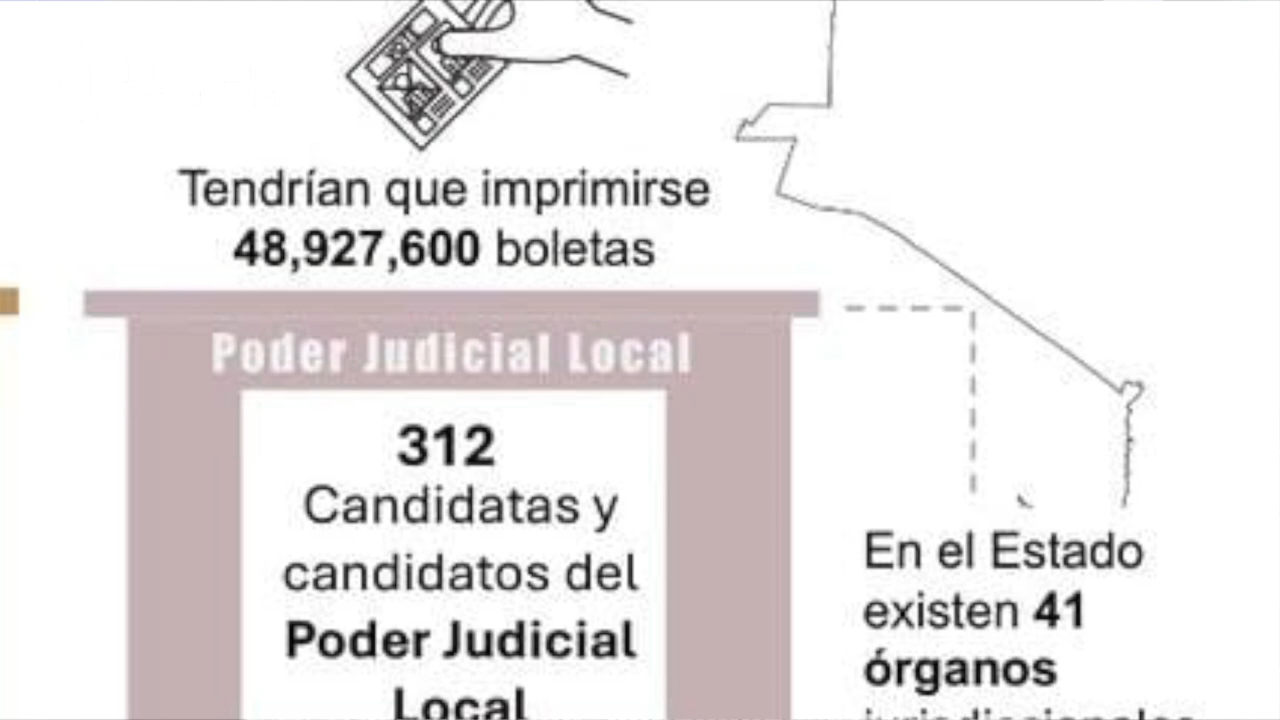 Tendrían que imprimirse
48,927,600 boletas
Poder Judicial Local
312
Candidatas y
candidatos del
Poder Judicial
Local
En el Estado
existen 41
órganos